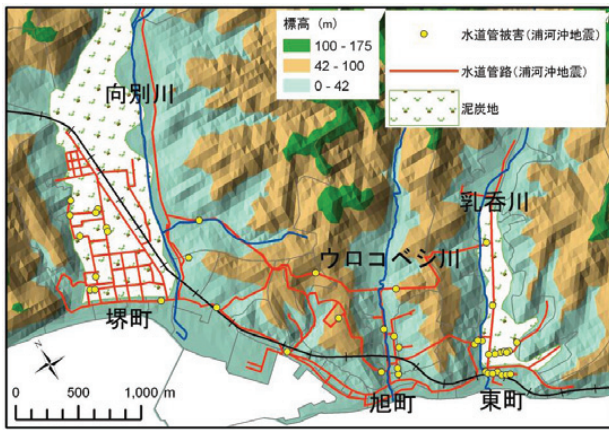 標高 (m)
100 - 175
42 - 100
0 - 42
水道管被害(浦河沖地震)
水道管路(浦河沖地震)
泥炭地
向別川
乳呑川
ウロコベシ川
堺町
旭町
東町
N
0 500 1,000 m